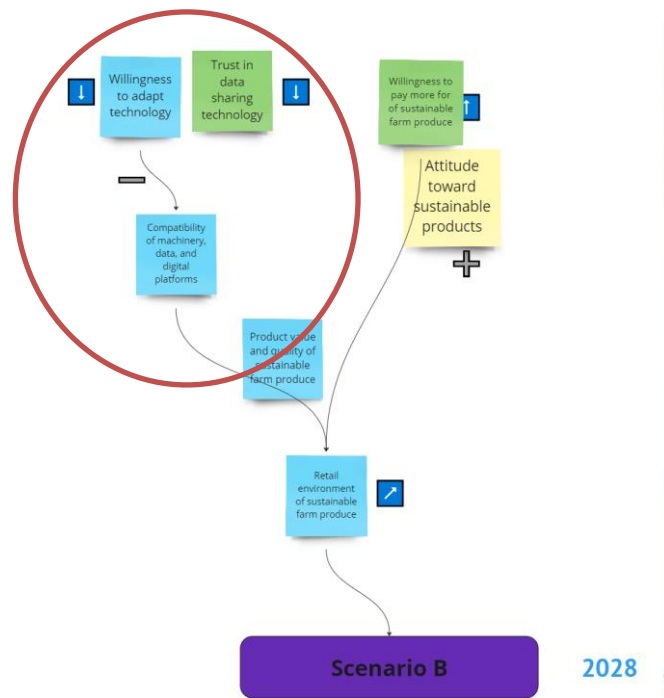 Willingness
to adapt
technology
Trust in
data
sharing
technology
Willingness to
pay more for
of sustainable
farm produce
Attitude
toward
sustainable
products
Compatibility
of machinery,
data, and
digital
platforms
Product value
and quality of
sustainable
farm produce
Retail
environment
of sustainable
farm produce
Scenario B
2028